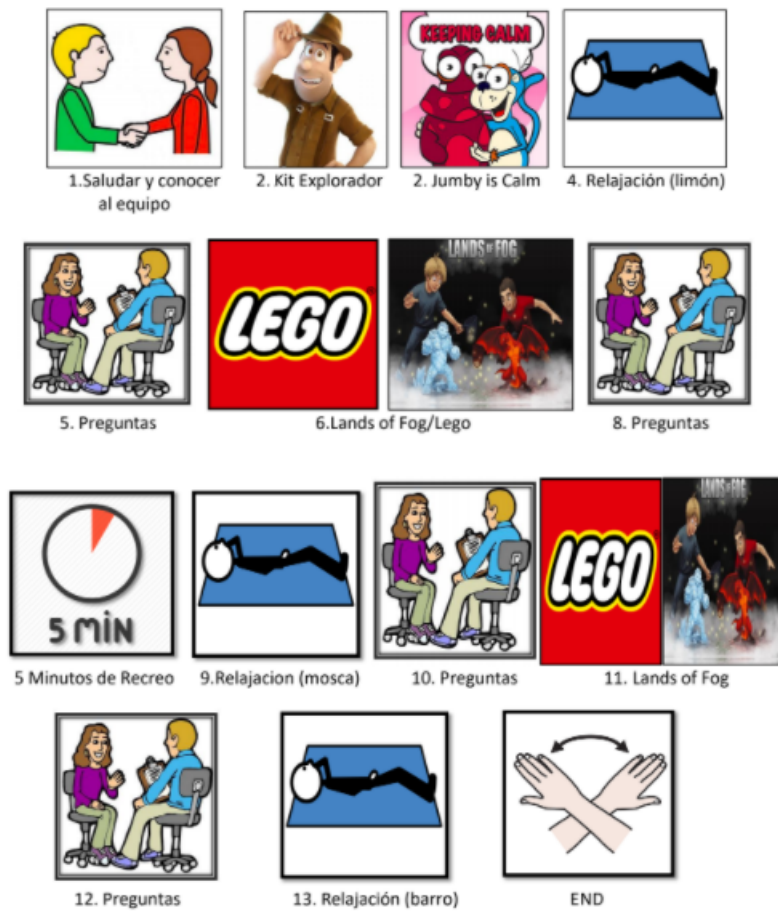 KEEPING CALM
1.Saludar y conocer
al equipo
2. Kit Explorador
2. Jumby is Calm
4. Relajación (limón)
LEGO
LANDS OF FOG
5. Preguntas
6.Lands of Fog/Lego
8. Preguntas
5 MiN
LEGO
LANDS OF FOG
5 Minutos de Recreo
9.Relajacion (mosca)
10. Preguntas
11. Lands of Fog
12. Preguntas
13. Relajación (barro)
END